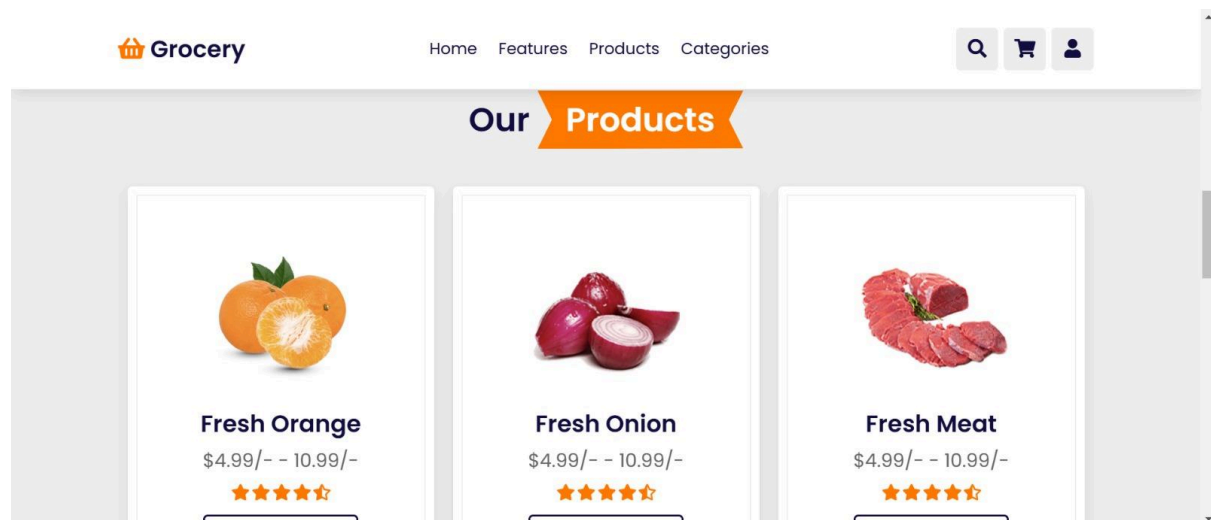 Grocery
Home Features Products Categories
Our Products
Fresh Orange
$4.99/- - 10.99/-
Fresh Onion
$4.99/- - 10.99/-
Fresh Meat
$4.99/- - 10.99/-